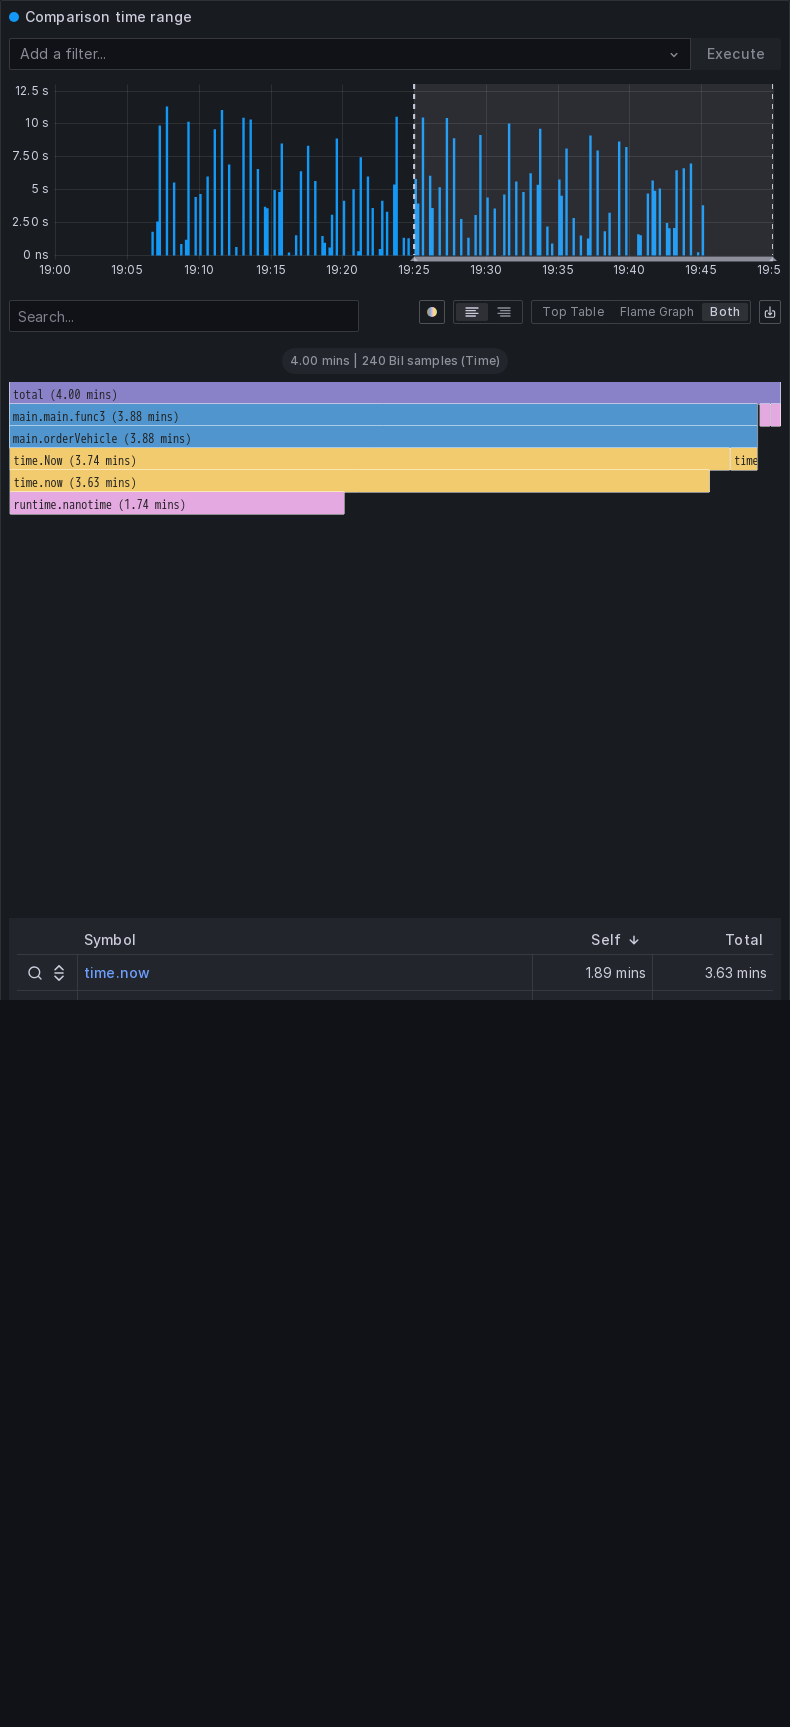 Comparison time range
Add a filter...
Execute
12.5 s
10 s
7.50 s
5 s
2.50 s
0 ns
19:00 19:05 19:10 19:15 19:20 19:25 19:30 19:35 19:40 19:45 19:5
Search...
Top Table Flame Graph Both
4.00 mins | 240 Bil samples (Time)
total (4.00 mins)
main.main.func3 (3.88 mins)
main.orderVehicle (3.88 mins)
time.Now (3.74 mins) time
time.now (3.63 mins)
runtime.nanotime (1.74 mins)
Symbol Self Total
time.now 1.89 mins 3.63 mins